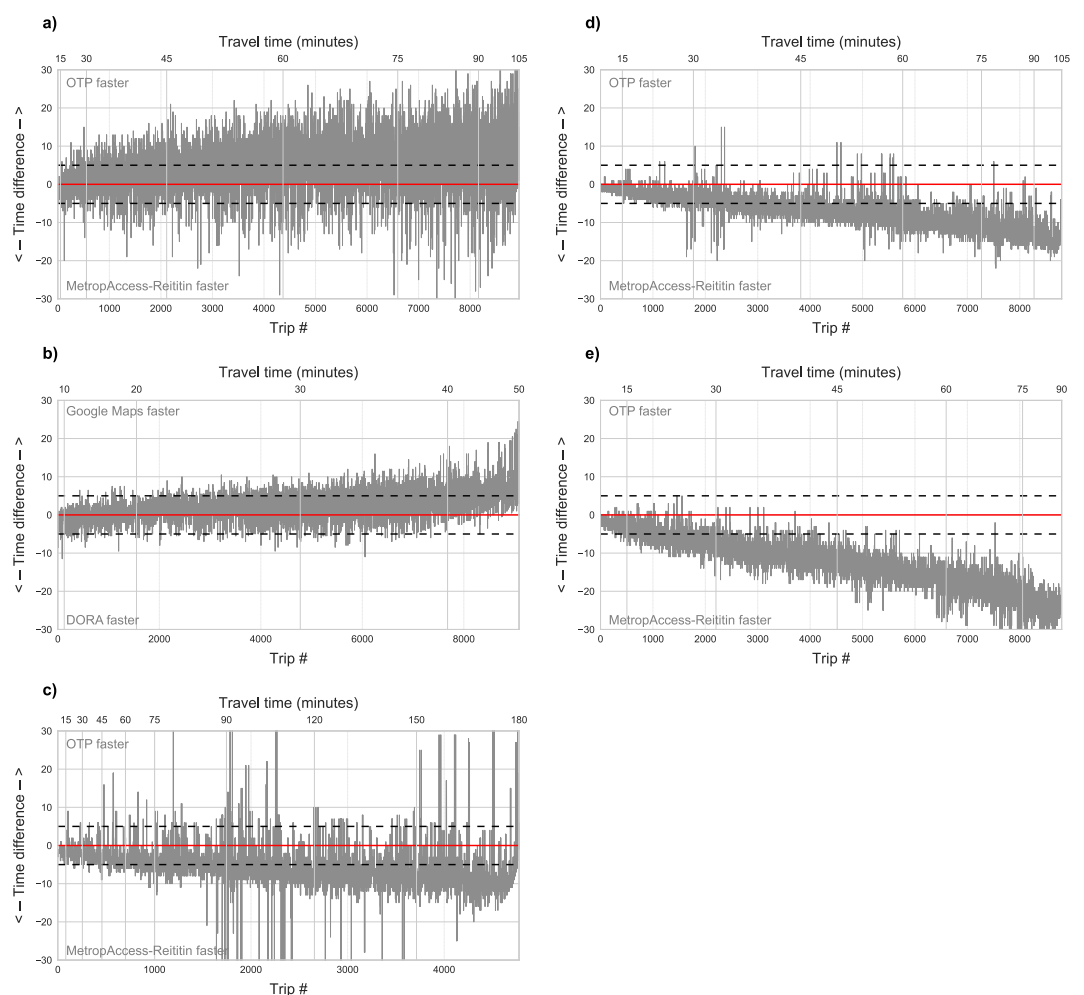 a)
Travel time (minutes)
15 30 45 60 75 90 105
30
OTP faster
20
10
0
−10
−20
MetropAccess-Reititin faster
−30
< – Time difference – >
0 1000 2000 3000 4000 5000 6000 7000 8000
Trip #
b)
Travel time (minutes)
10 20 30 40 50
30
Google Maps faster
20
10
0
−10
−20
DORA faster
−30
< – Time difference – >
0 2000 4000 6000 8000
Trip #
c)
Travel time (minutes)
15 30 45 60 75 90 120 150 180
30
OTP faster
20
10
0
−10
−20
MetropAccess-Reititin faster
−30
< – Time difference – >
0 1000 2000 3000 4000
Trip #
d)
Travel time (minutes)
15 30 45 60 75 90 105
30
OTP faster
20
10
0
−10
−20
MetropAccess-Reititin faster
−30
< – Time difference – >
0 1000 2000 3000 4000 5000 6000 7000 8000
Trip #
e)
Travel time (minutes)
15 30 45 60 75 90
30
OTP faster
20
10
0
−10
−20
MetropAccess-Reititin faster
−30
< – Time difference – >
0 1000 2000 3000 4000 5000 6000 7000 8000
Trip #